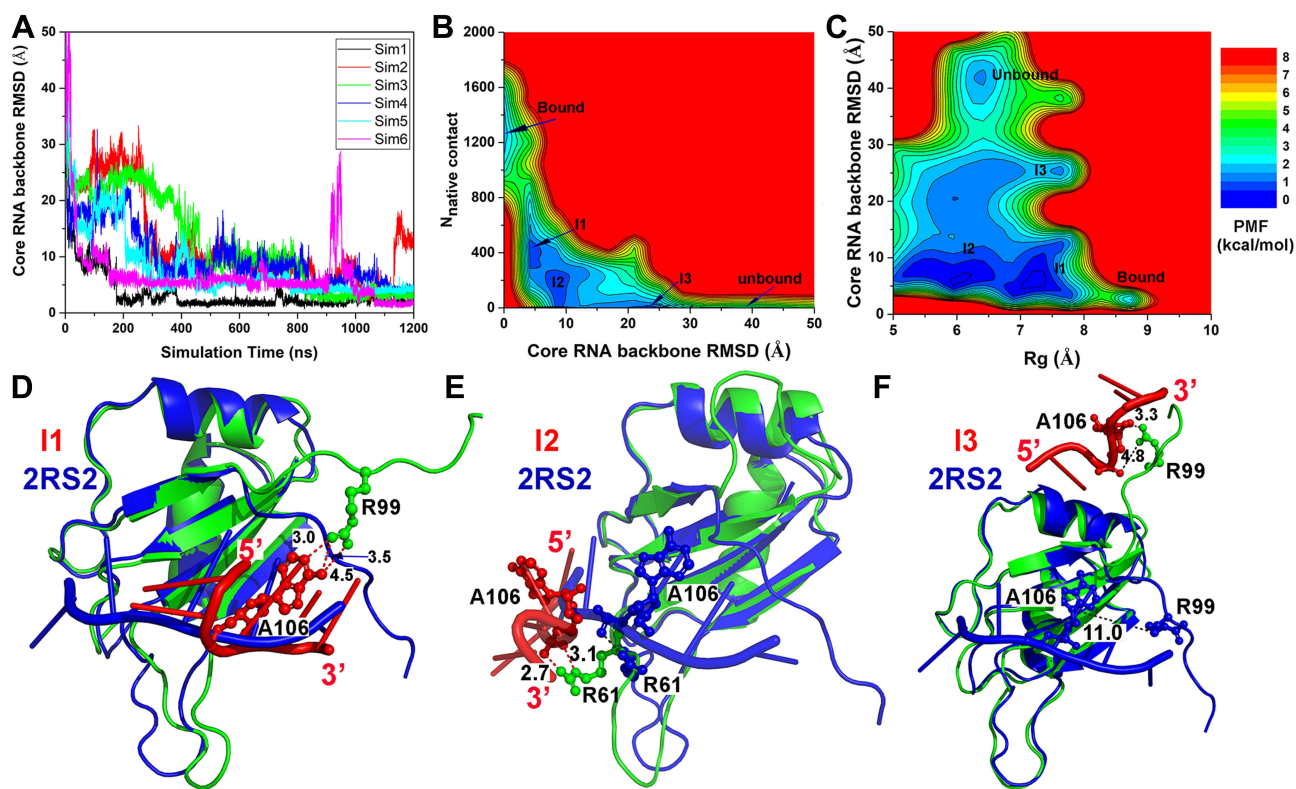 A
Core RNA backbone RMSD (Å)
50
40
30
20
10
0
Sim1
Sim2
Sim3
Sim4
Sim5
Sim6
0 200 400 600 800 1000 1200
Simulation Time (ns)
B
Nnative contact
2000
1600
1200
800
400
0
Bound
I1
I2
I3
unbound
0 10 20 30 40 50
Core RNA backbone RMSD (Å)
C
Core RNA backbone RMSD (Å)
50
40
30
20
10
0
Unbound
I3
I2
I1
Bound
5 6 7 8 9 10
Rg (Å)
8
7
6
5
4
3
2
1
0
PMF
(kcal/mol)
D
I1
2RS2
R99
3.0
5’
3.5
4.5
A106
3’
E
I2
2RS2
5’
A106
A106
3.1
2.7
R61
3’
R61
F
I3
2RS2
3’
A106
3.3
5’
4.8
R99
A106
R99
11.0